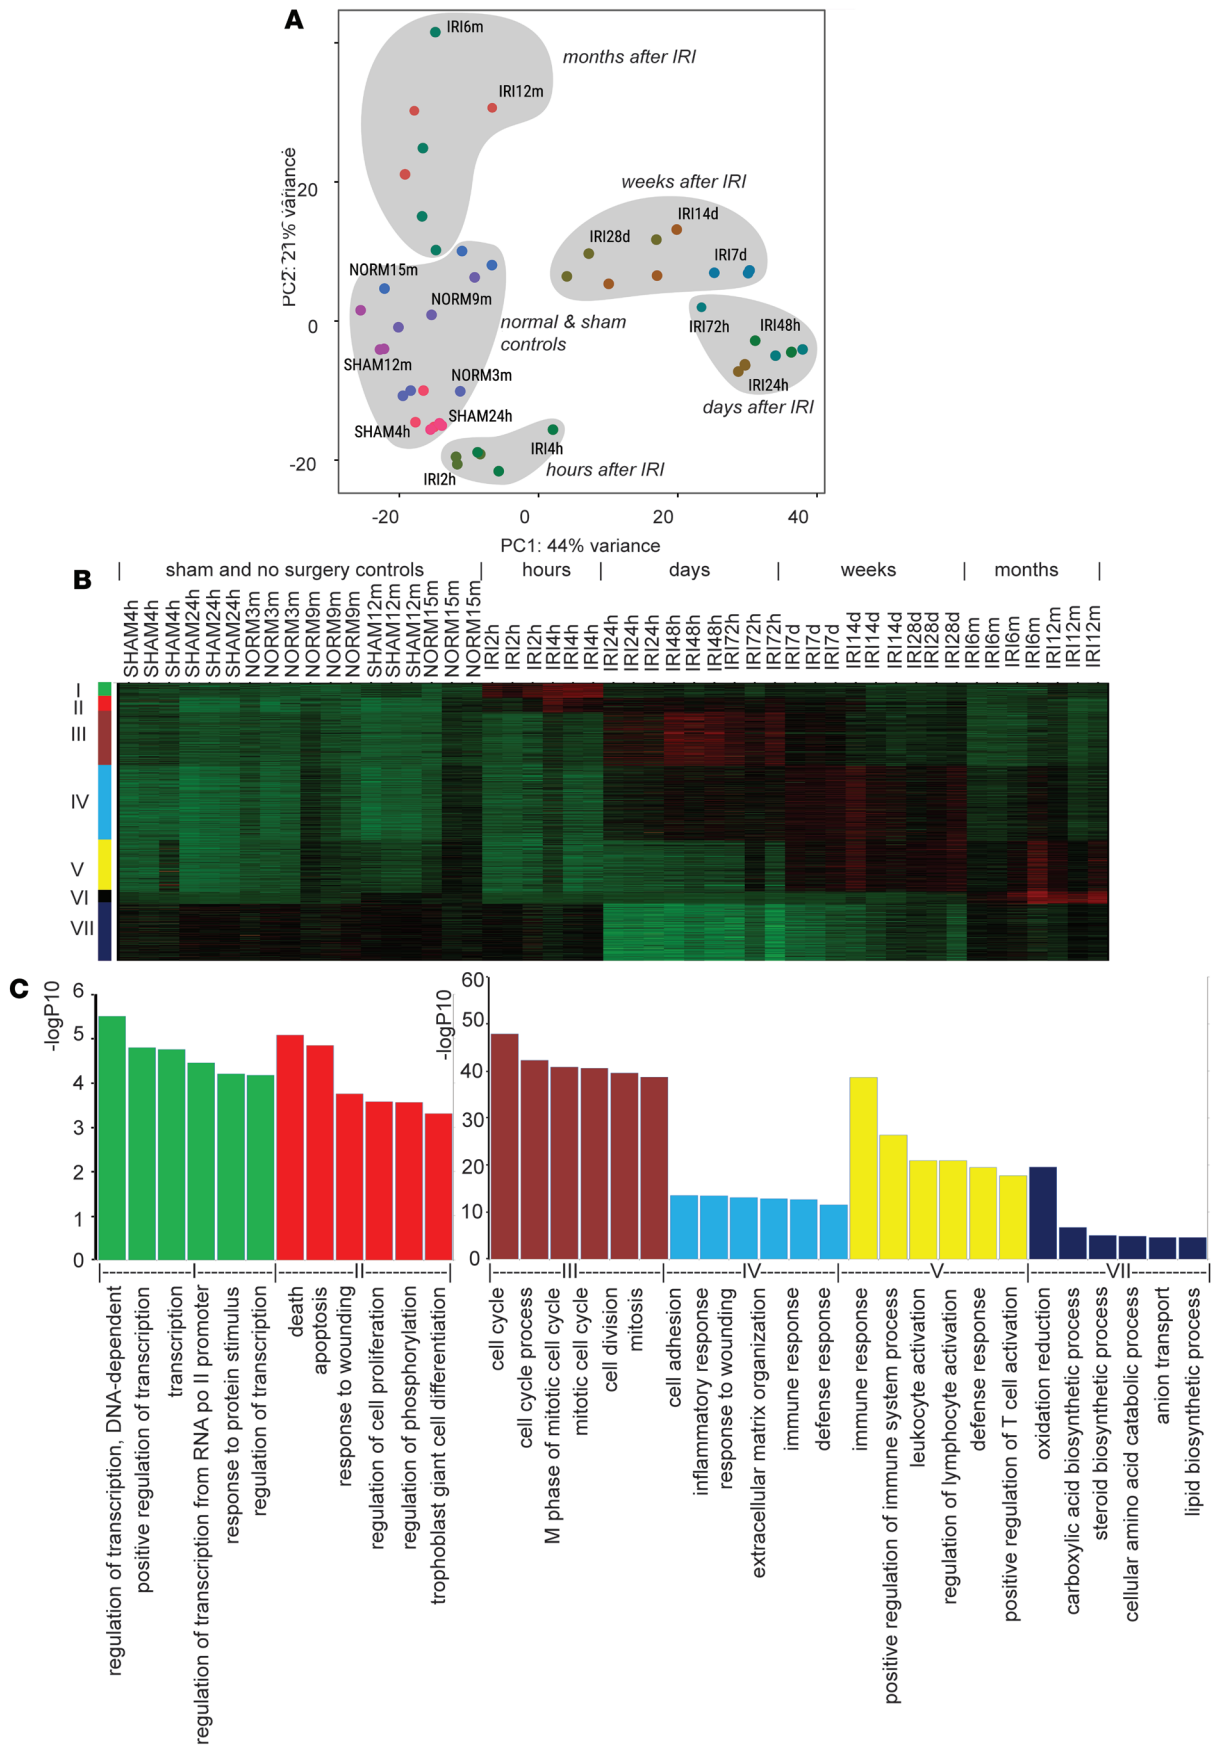 A
IRI6m
months after IRI
IRI12m
PC2: 21% variance
20
weeks after IRI
IRI14d
IRI28d
IRI7d
NORM15m
NORM9m
0
normal & sham
controls
IRI72h
IRI48h
SHAM12m
NORM3m
IRI24h
days after IRI
SHAM24h
SHAM4h
IRI4h
-20
hours after IRI
IRI2h
-20
0
20
40
PC1: 44% variance
B
| sham and no surgery controls | hours | days | weeks | months |
SHAM4h
SHAM4h
SHAM4h
SHAM24h
SHAM24h
SHAM24h
NORM3m
NORM3m
NORM3m
NORM9m
NORM9m
NORM9m
SHAM12m
SHAM12m
SHAM12m
NORM15m
NORM15m
NORM15m
IRI2h
IRI2h
IRI2h
IRI4h
IRI4h
IRI4h
IRI24h
IRI24h
IRI24h
IRI48h
IRI48h
IRI48h
IRI72h
IRI72h
IRI72h
IRI7d
IRI7d
IRI7d
IRI14d
IRI14d
IRI14d
IRI28d
IRI28d
IRI28d
IRI6m
IRI6m
IRI6m
IRI6m
IRI12m
IRI12m
IRI12m
I
II
III
IV
V
VI
VII
C
-logP10
6
5
4
3
2
1
0
-logP10
60
50
40
30
20
10
0
I
II
III
IV
V
VII
regulation of transcription, DNA-dependent
positive regulation of transcription
transcription
regulation of transcription from RNA po II promoter
response to protein stimulus
regulation of transcription
death
apoptosis
response to wounding
regulation of cell proliferation
regulation of phosphorylation
trophoblast giant cell differentiation
cell cycle
cell cycle process
M phase of mitotic cell cycle
mitotic cell cycle
cell division
mitosis
cell adhesion
inflammatory response
response to wounding
extracellular matrix organization
immune response
defense response
immune response
positive regulation of immune system process
leukocyte activation
regulation of lymphocyte activation
defense response
positive regulation of T cell activation
oxidation reduction
carboxylic acid biosynthetic process
steroid biosynthetic process
cellular amino acid catabolic process
anion transport
lipid biosynthetic process